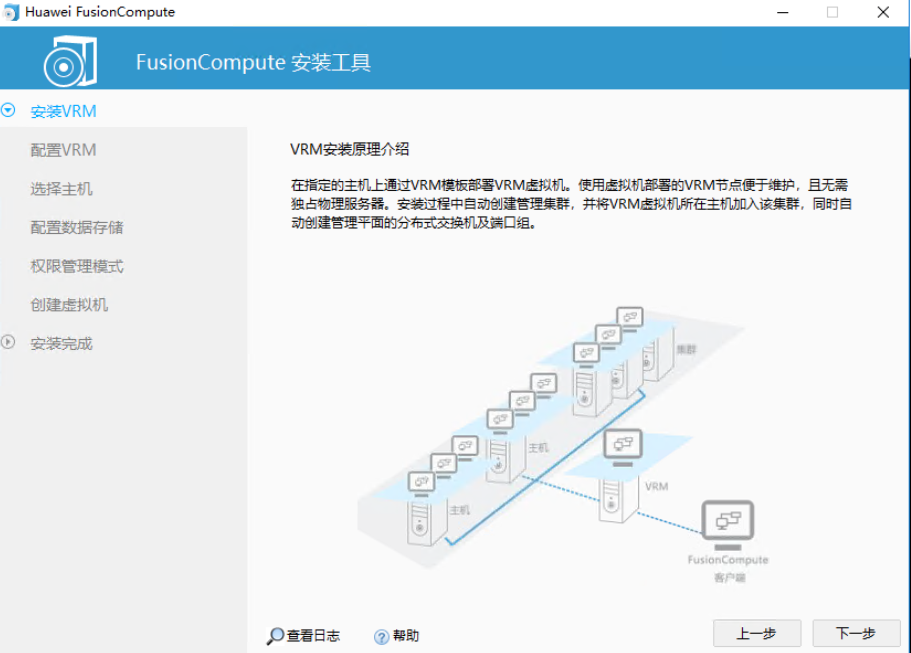 Huawei FusionCompute
FusionCompute 安装工具
安装VRM
配置VRM
选择主机
配置数据存储
权限管理模式
创建虚拟机
安装完成
VRM安装原理介绍
在指定的主机上通过VRM模板部署VRM虚拟机。使用虚拟机部署的VRM节点便于维护，且无需
独占物理服务器。安装过程中自动创建管理集群，并将VRM虚拟机所在主机加入该集群，同时自
动创建管理平面的分布式交换机及端口组。
集群
主机
VRM
主机
FusionCompute
客户端
查看日志
帮助
上一步
下一步